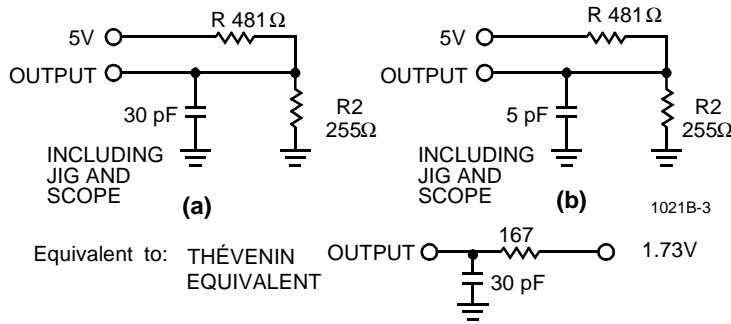 R 481Ω
5V
OUTPUT
30 pF
R2
255Ω
INCLUDING
JIG AND
SCOPE
(a)
R 481Ω
5V
OUTPUT
5 pF
R2
255Ω
INCLUDING
JIG AND
SCOPE
(b)
1021B-3
Equivalent to:
THÉVENIN
EQUIVALENT
OUTPUT
167
1.73V
30 pF